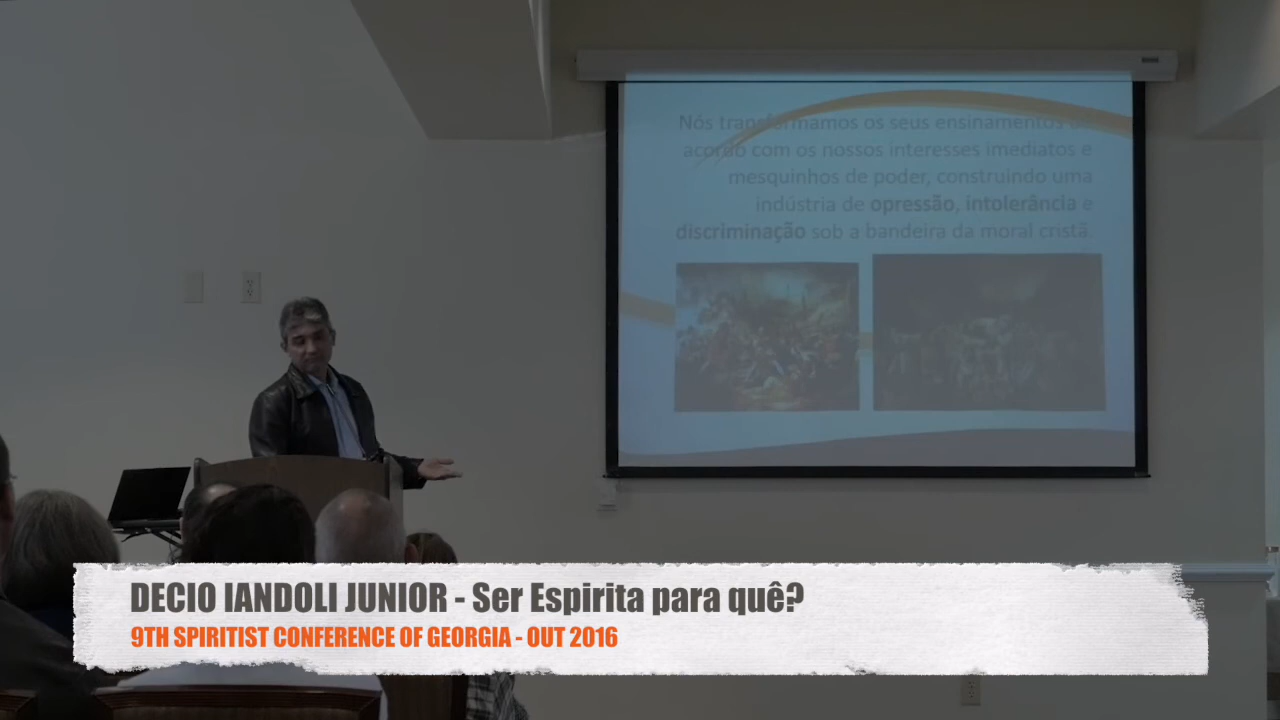 Nós transformamos os seus ensinamentos de
acordo com os nossos interesses imediatos e
mesquinhos de poder, construindo uma
indústria de opressão, intolerância e
discriminação sob a bandeira da moral cristã.
DECIO IANDOLI JUNIOR - Ser Espirita para quê?
9TH SPIRITIST CONFERENCE OF GEORGIA - OUT 2016